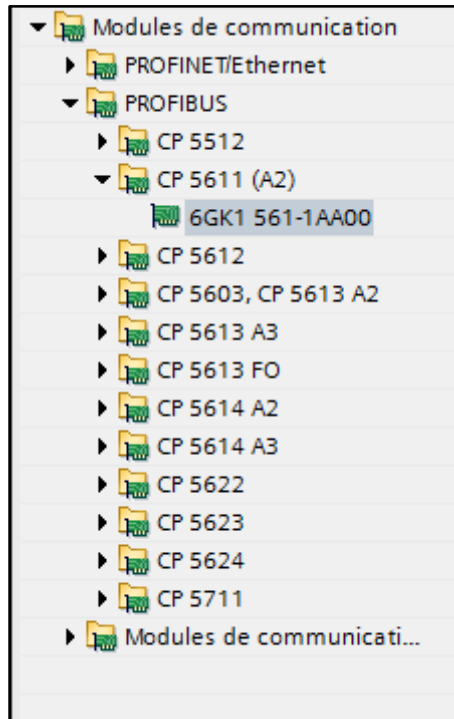 Modules de communication
PROFINET/Ethernet
PROFIBUS
CP 5512
CP 5611 (A2)
6GK1 561-1AA00
CP 5612
CP 5603, CP 5613 A2
CP 5613 A3
CP 5613 FO
CP 5614 A2
CP 5614 A3
CP 5622
CP 5623
CP 5624
CP 5711
Modules de communicati...